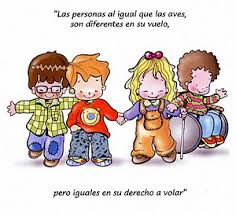 "Las personas al igual que las aves,
son diferentes en su vuelo,
pero iguales en su derecho a volar"